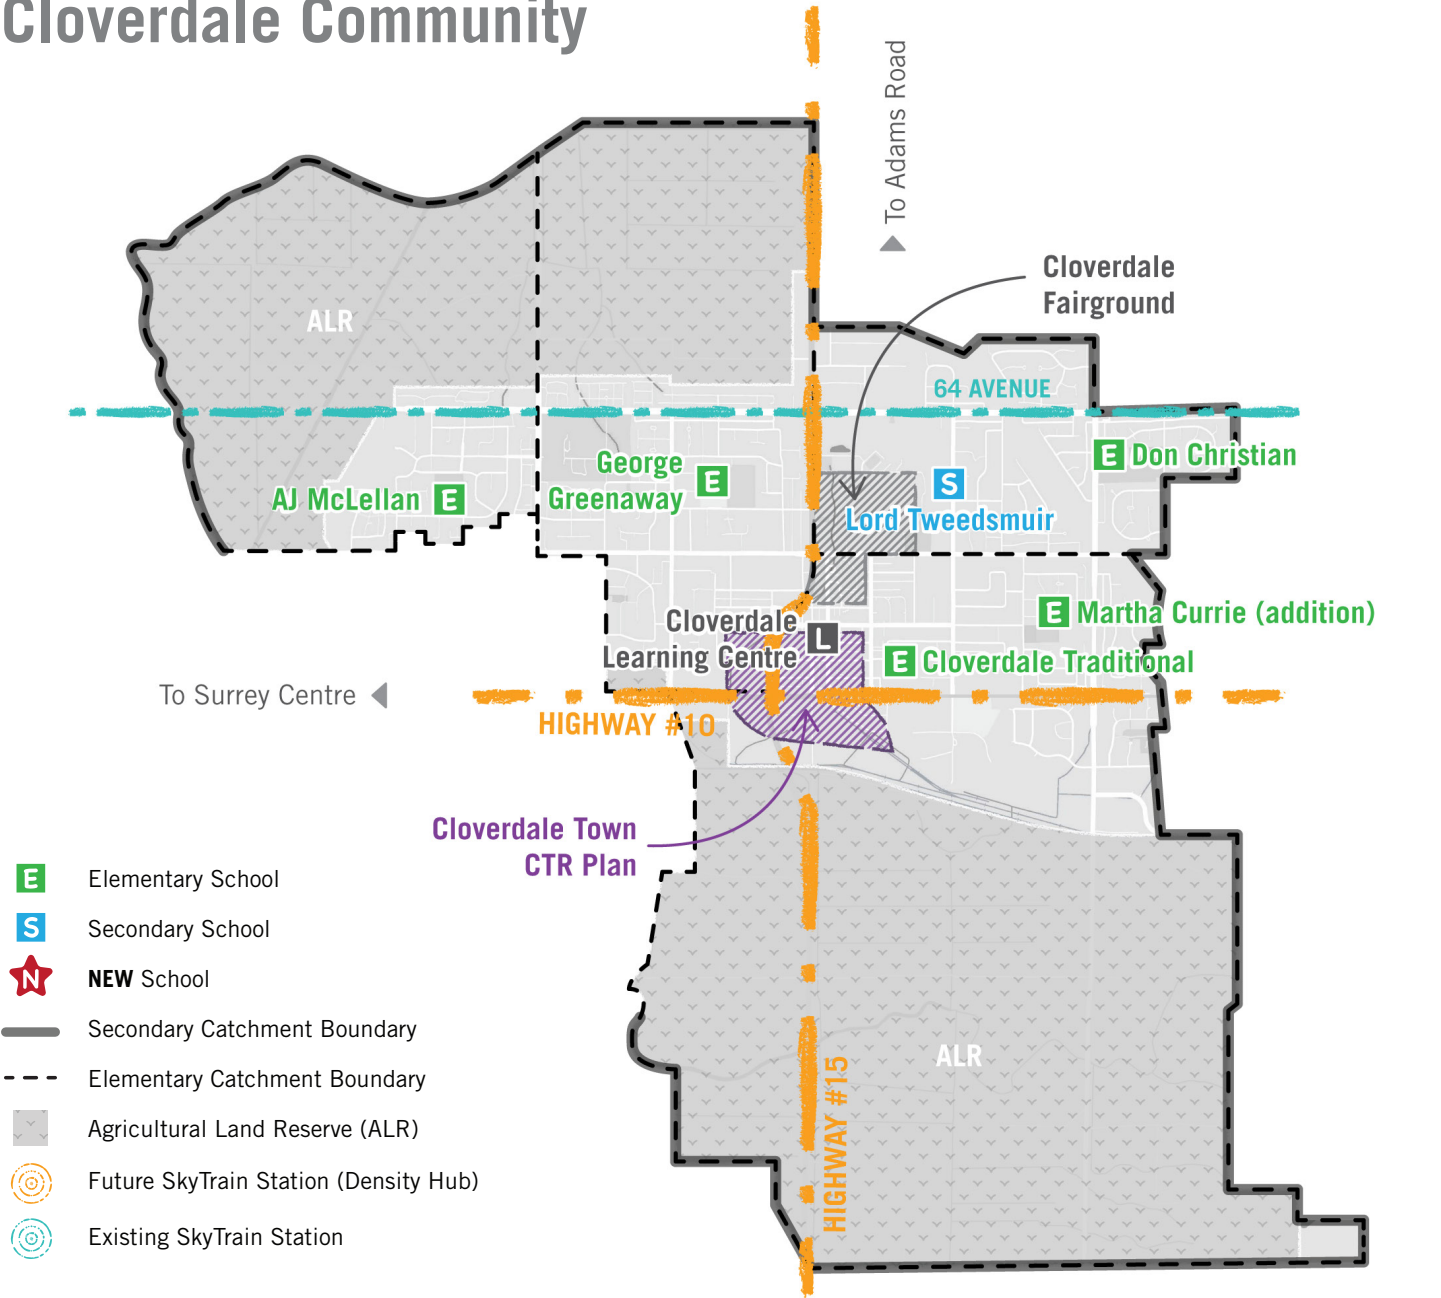 Cloverdale Community
To Adams Road
Cloverdale
Fairground
ALR
64 AVENUE
E Don Christian
George
Greenaway E
AJ McLellan E
S
Lord Tweedsmuir
E Martha Currie (addition)
Cloverdale
Learning Centre
L
E Cloverdale Traditional
To Surrey Centre
HIGHWAY #10
Cloverdale Town
CTR Plan
ALR
HIGHWAY #15
E Elementary School
S Secondary School
N NEW School
Secondary Catchment Boundary
Elementary Catchment Boundary
Agricultural Land Reserve (ALR)
Future SkyTrain Station (Density Hub)
Existing SkyTrain Station